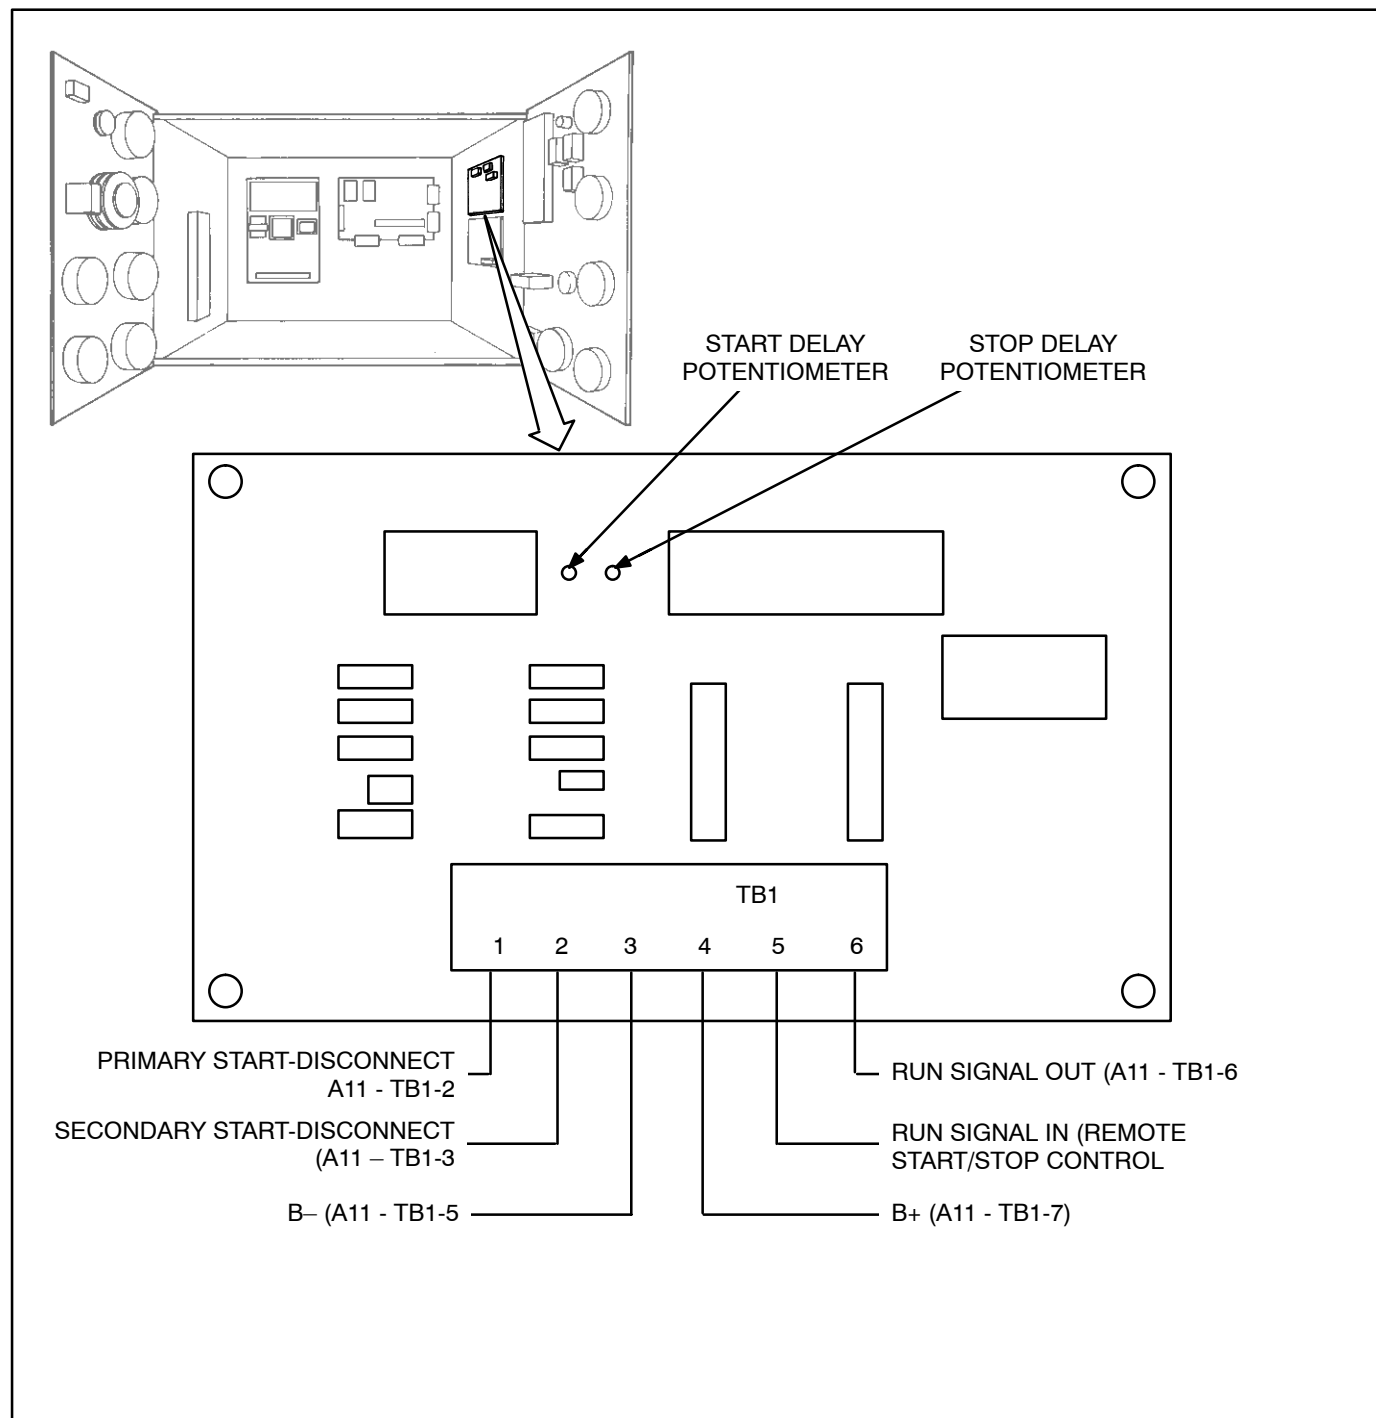 START DELAY
POTENTIOMETER
STOP DELAY
POTENTIOMETER
TB1
1 2 3 4 5 6
PRIMARY START-DISCONNECT
A11 - TB1-2
SECONDARY START-DISCONNECT
(A11 – TB1-3
B– (A11 - TB1-5
RUN SIGNAL OUT (A11 - TB1-6
RUN SIGNAL IN (REMOTE
START/STOP CONTROL
B+ (A11 - TB1-7)